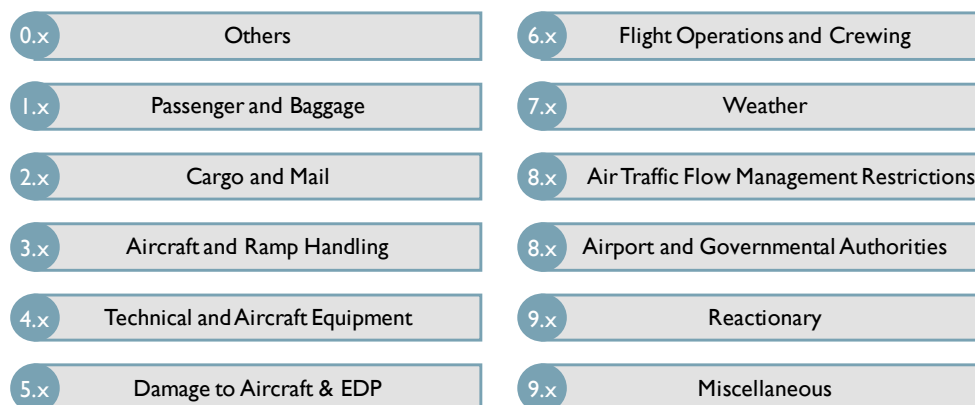 0.x Others
1.x Passenger and Baggage
2.x Cargo and Mail
3.x Aircraft and Ramp Handling
4.x Technical and Aircraft Equipment
5.x Damage to Aircraft & EDP
6.x Flight Operations and Crewing
7.x Weather
8.x Air Traffic Flow Management Restrictions
8.x Airport and Governmental Authorities
9.x Reactionary
9.x Miscellaneous